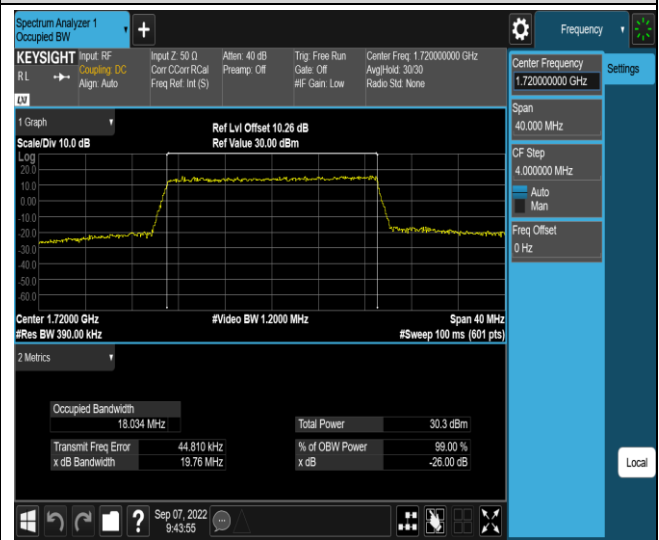 Spectrum Analyzer 1
Occupied BW
+
Frequency
KEYSIGHT
R L
LXI
Input: RF
Coupling: DC
Align: Auto
Input Z: 50 Ω
Corr CCorr RCal
Freq Ref: Int (S)
Atten: 40 dB
Preamp: Off
Trig: Free Run
Gate: Off
#IF Gain: Low
Center Freq: 1.720000000 GHz
Avg|Hold: 30/30
Radio Std: None
Center Frequency
1.720000000 GHz
Settings
Span
40.000 MHz
CF Step
4.000000 MHz
Auto
Man
Freq Offset
0 Hz
Local
1 Graph
Scale/Div 10.0 dB
Ref Lvl Offset 10.26 dB
Ref Value 30.00 dBm
Log
20.0
10.0
0.00
-10.0
-20.0
-30.0
-40.0
-50.0
-60.0
Center 1.72000 GHz
#Res BW 390.00 kHz
#Video BW 1.2000 MHz
Span 40 MHz
#Sweep 100 ms (601 pts)
2 Metrics
Occupied Bandwidth
18.034 MHz
Total Power 30.3 dBm
Transmit Freq Error 44.810 kHz
% of OBW Power 99.00 %
x dB Bandwidth 19.76 MHz
x dB -26.00 dB
?
Sep 07, 2022
9:43:55